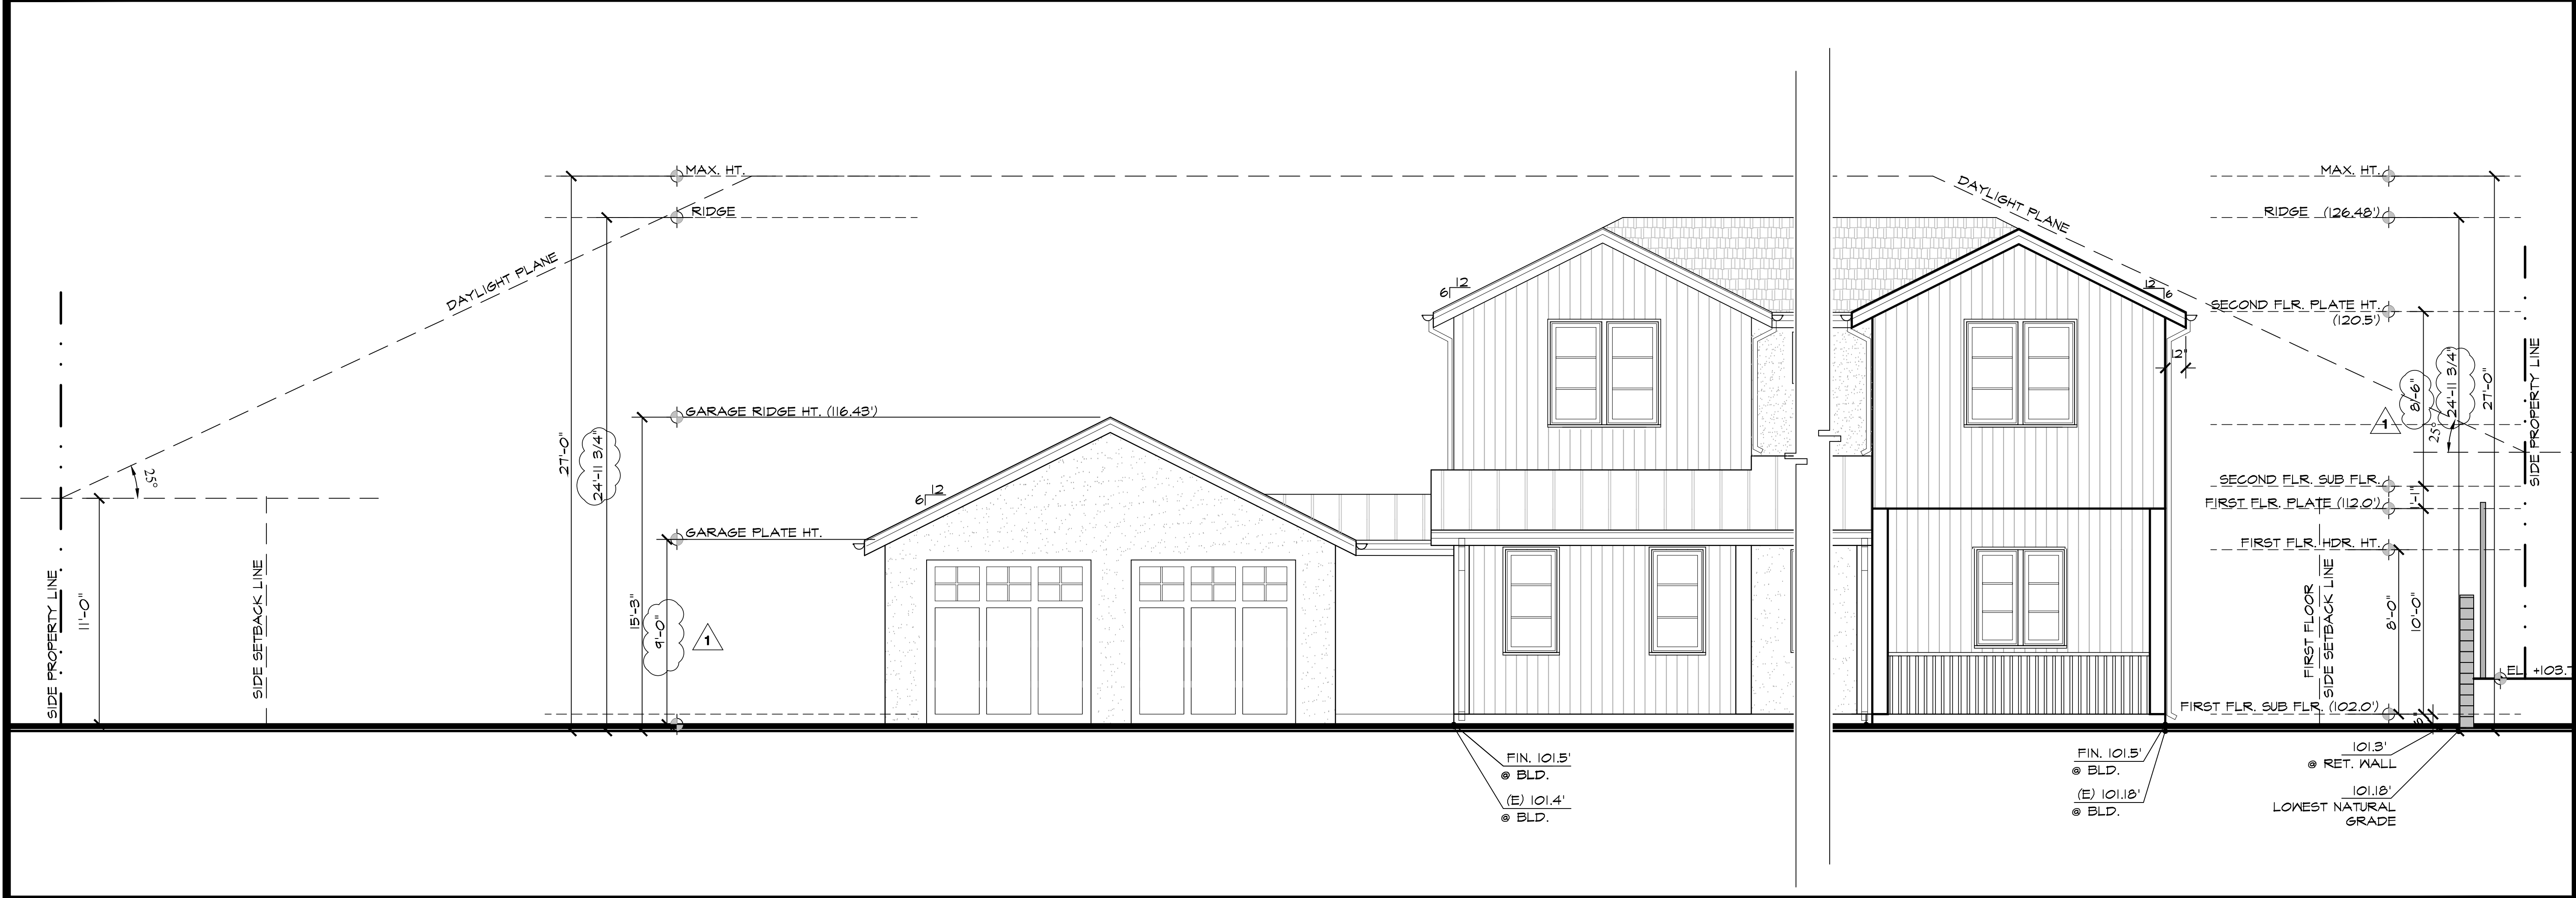 MAX. HT.
RIDGE
DAYLIGHT PLANE
25°
SIDE PROPERTY LINE
11'-0"
SIDE SETBACK LINE
27'-0"
24'-11 3/4"
15'-3"
9'-0"
1
GARAGE RIDGE HT. (116.43')
GARAGE PLATE HT.
6
12
6
12
DAYLIGHT PLANE
12
6
12"
MAX. HT.
RIDGE (126.48')
SECOND FLR. PLATE HT.
(120.5')
SECOND FLR. SUB FLR.
FIRST FLR. PLATE (112.0')
FIRST FLR. HDR. HT.
FIRST FLOOR
SIDE SETBACK LINE
FIRST FLR. SUB FLR. (102.0')
1
8'-6"
24'-11 3/4"
27'-0"
25°
1'-1"
8'-0"
10'-0"
SIDE PROPERTY LINE
EL +103.
FIN. 101.5'
@ BLD.
(E) 101.4'
@ BLD.
FIN. 101.5'
@ BLD.
(E) 101.18'
@ BLD.
101.3'
@ RET. WALL
101.18'
LOWEST NATURAL
GRADE